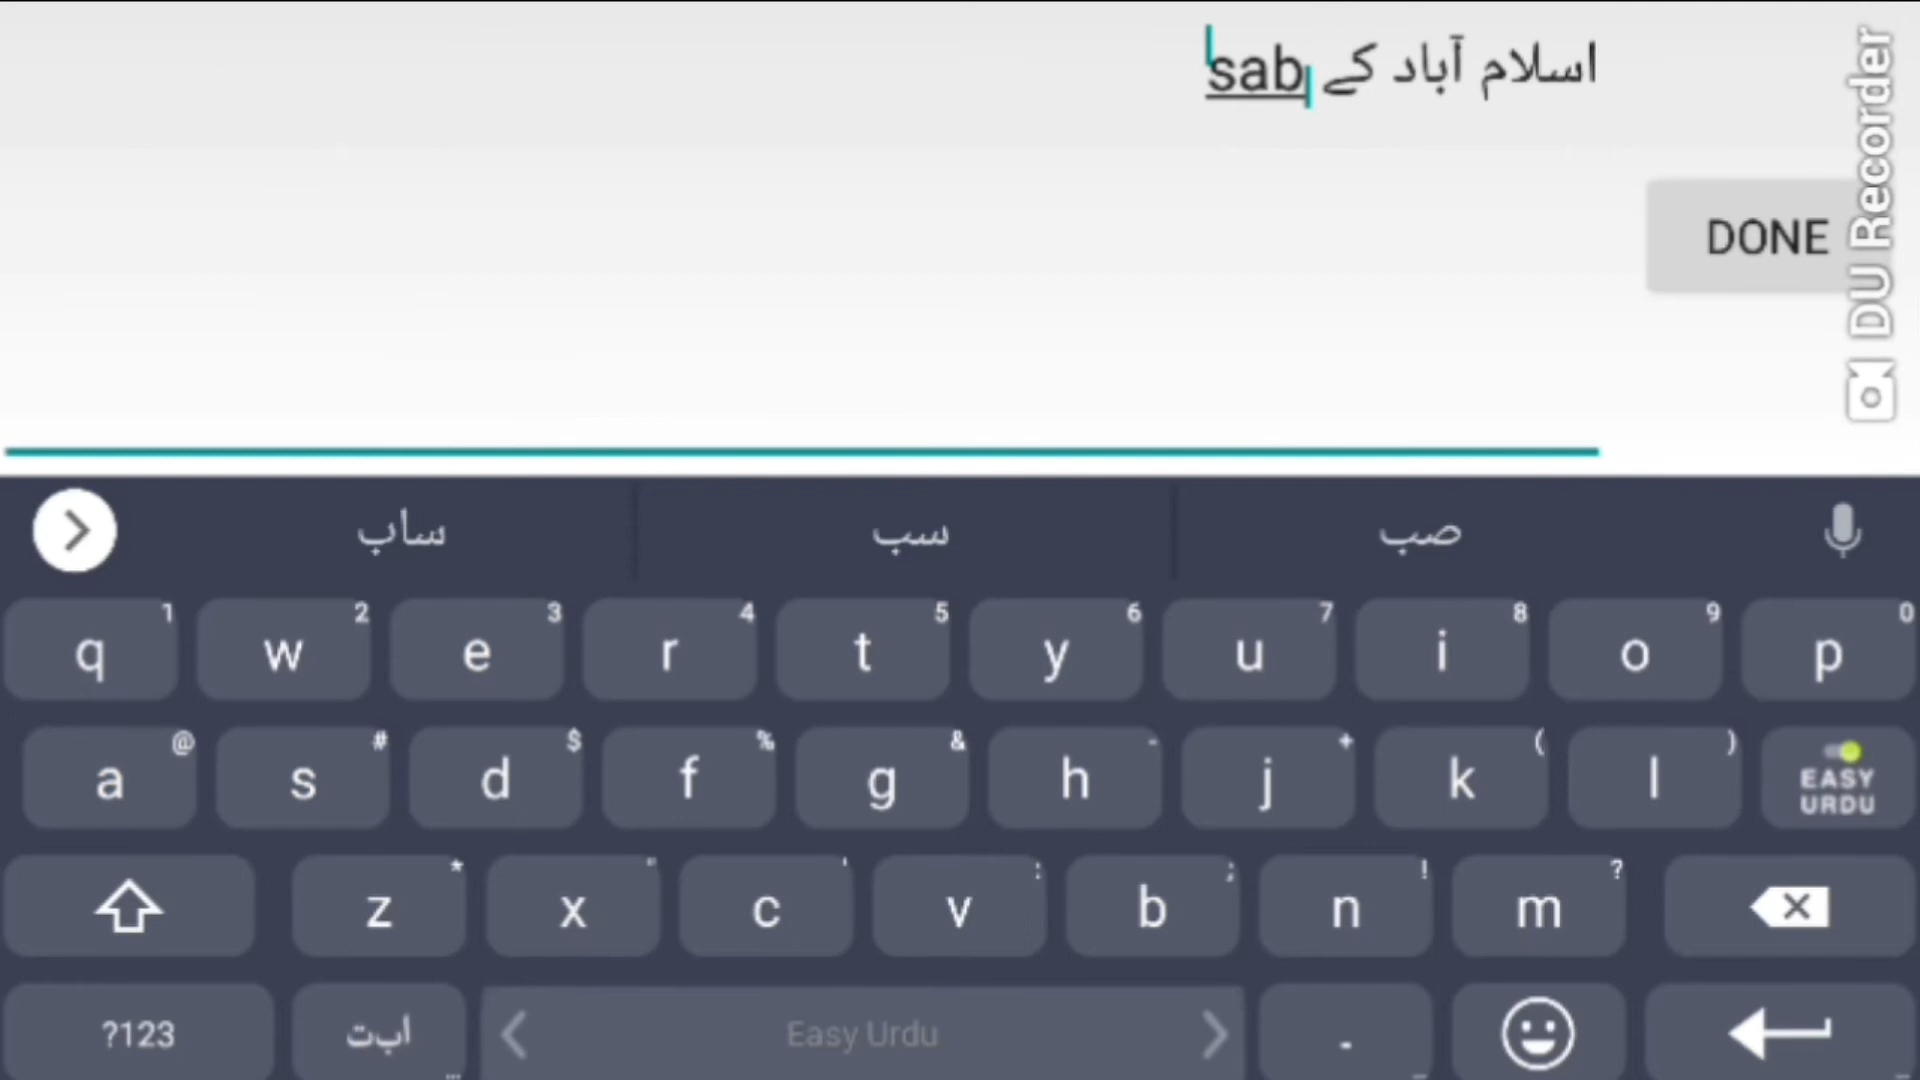 اسلام آباد کے sab
DONE
DU Recorder
ساب سب صب
q 1 w 2 e 3 r 4 t 5 y 6 u 7 i 8 o 9 p 0
a @ s # d $ f % g & h - j + k ( l ) EASY URDU
z * x " c ' v : b ; n ! m ?
?123 اب‌ت ... Easy Urdu -